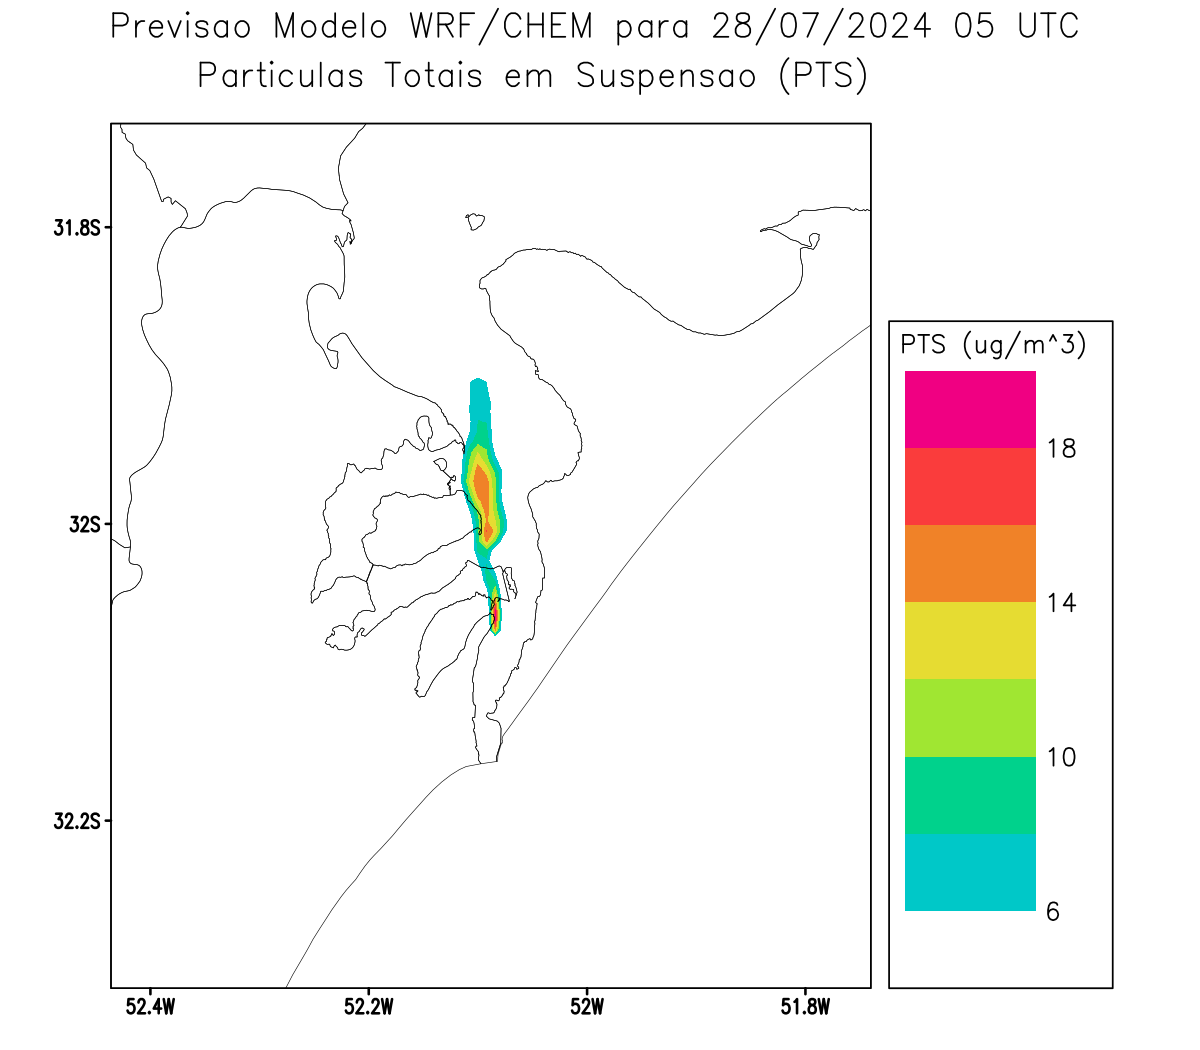 Previsao Modelo WRF/CHEM para 28/07/2024 05 UTC
Particulas Totais em Suspensao (PTS)
31.8S
PTS (ug/m^3)
18
32S
14
10
32.2S
6
52.4W 52.2W 52W 51.8W